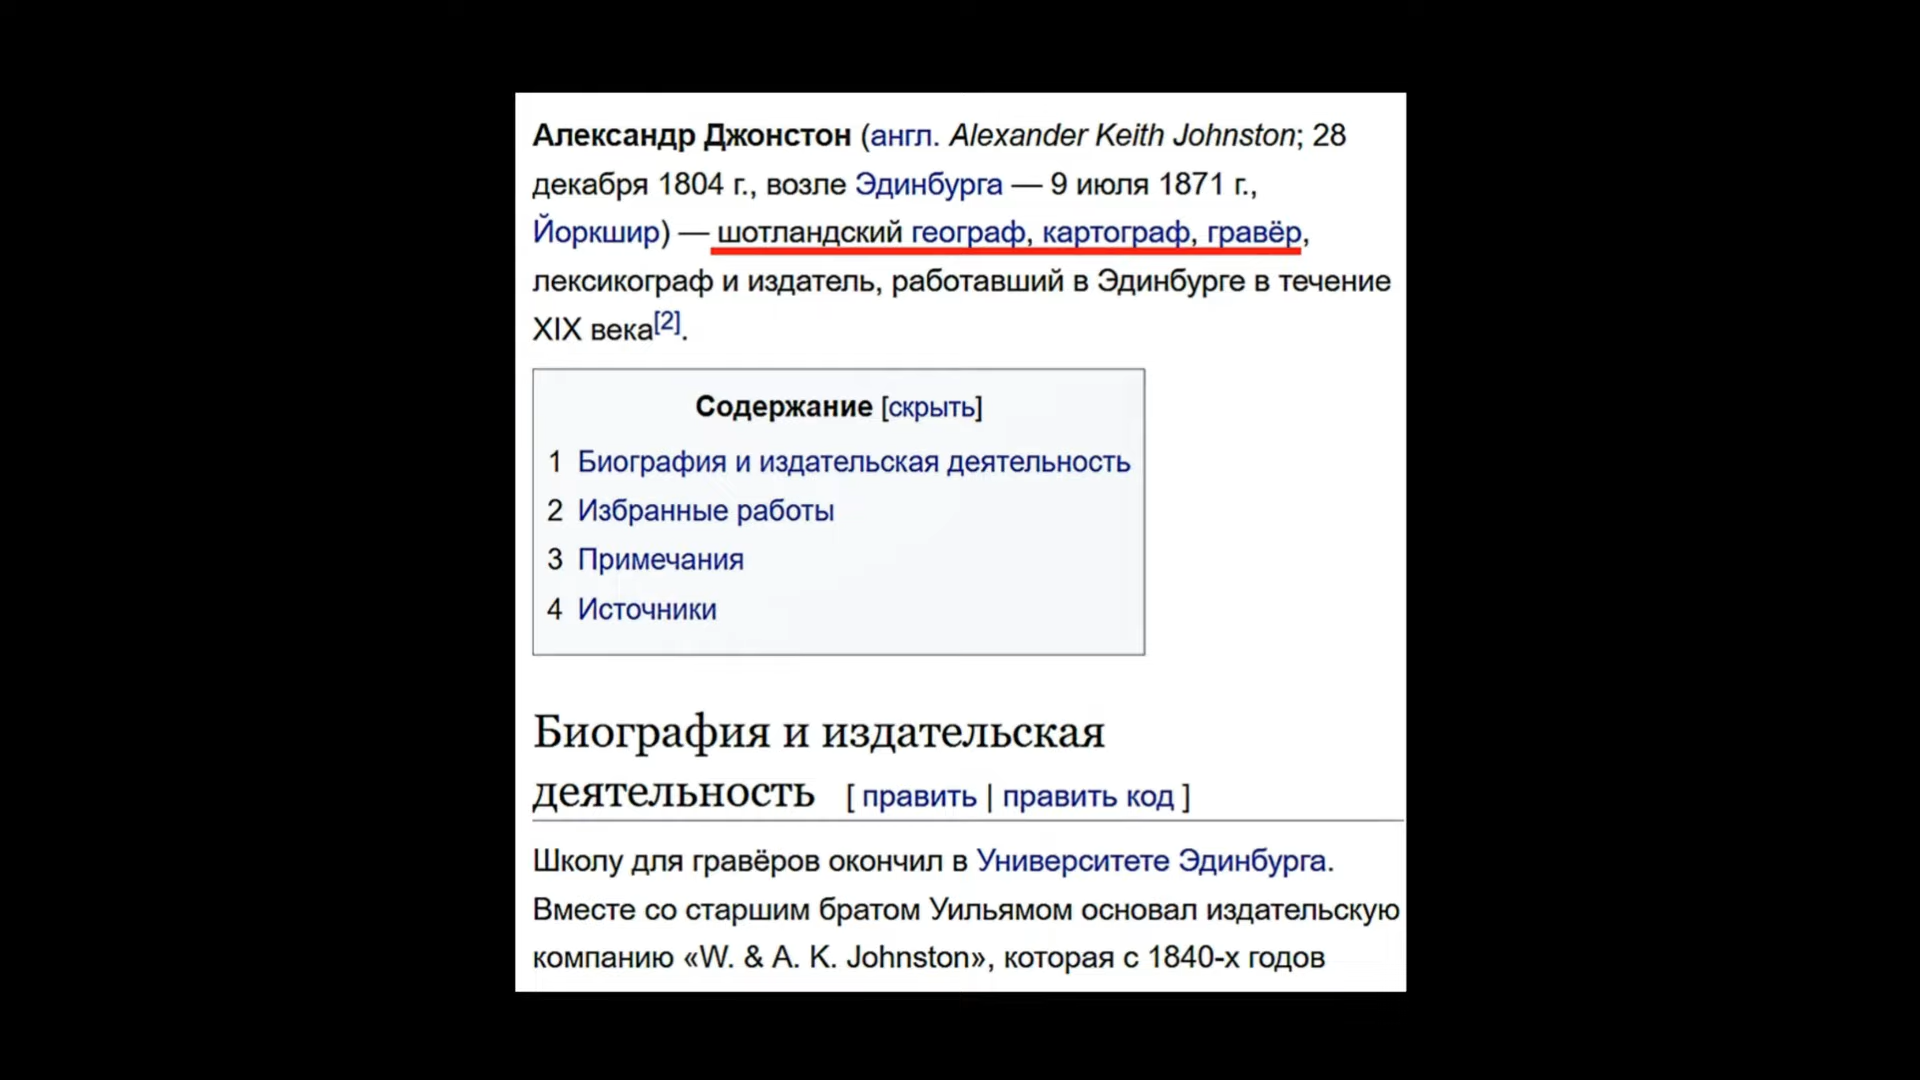 Александр Джонстон (англ. Alexander Keith Johnston; 28
декабря 1804 г., возле Эдинбурга — 9 июля 1871 г.,
Йоркшир) — шотландский географ, картограф, гравёр,
лексикограф и издатель, работавший в Эдинбурге в течение
XIX века[2].
Содержание [скрыть]
1 Биография и издательская деятельность
2 Избранные работы
3 Примечания
4 Источники
Биография и издательская
деятельность [ править | править код ]
Школу для гравёров окончил в Университете Эдинбурга.
Вместе со старшим братом Уильямом основал издательскую
компанию «W. & A. K. Johnston», которая с 1840-х годов